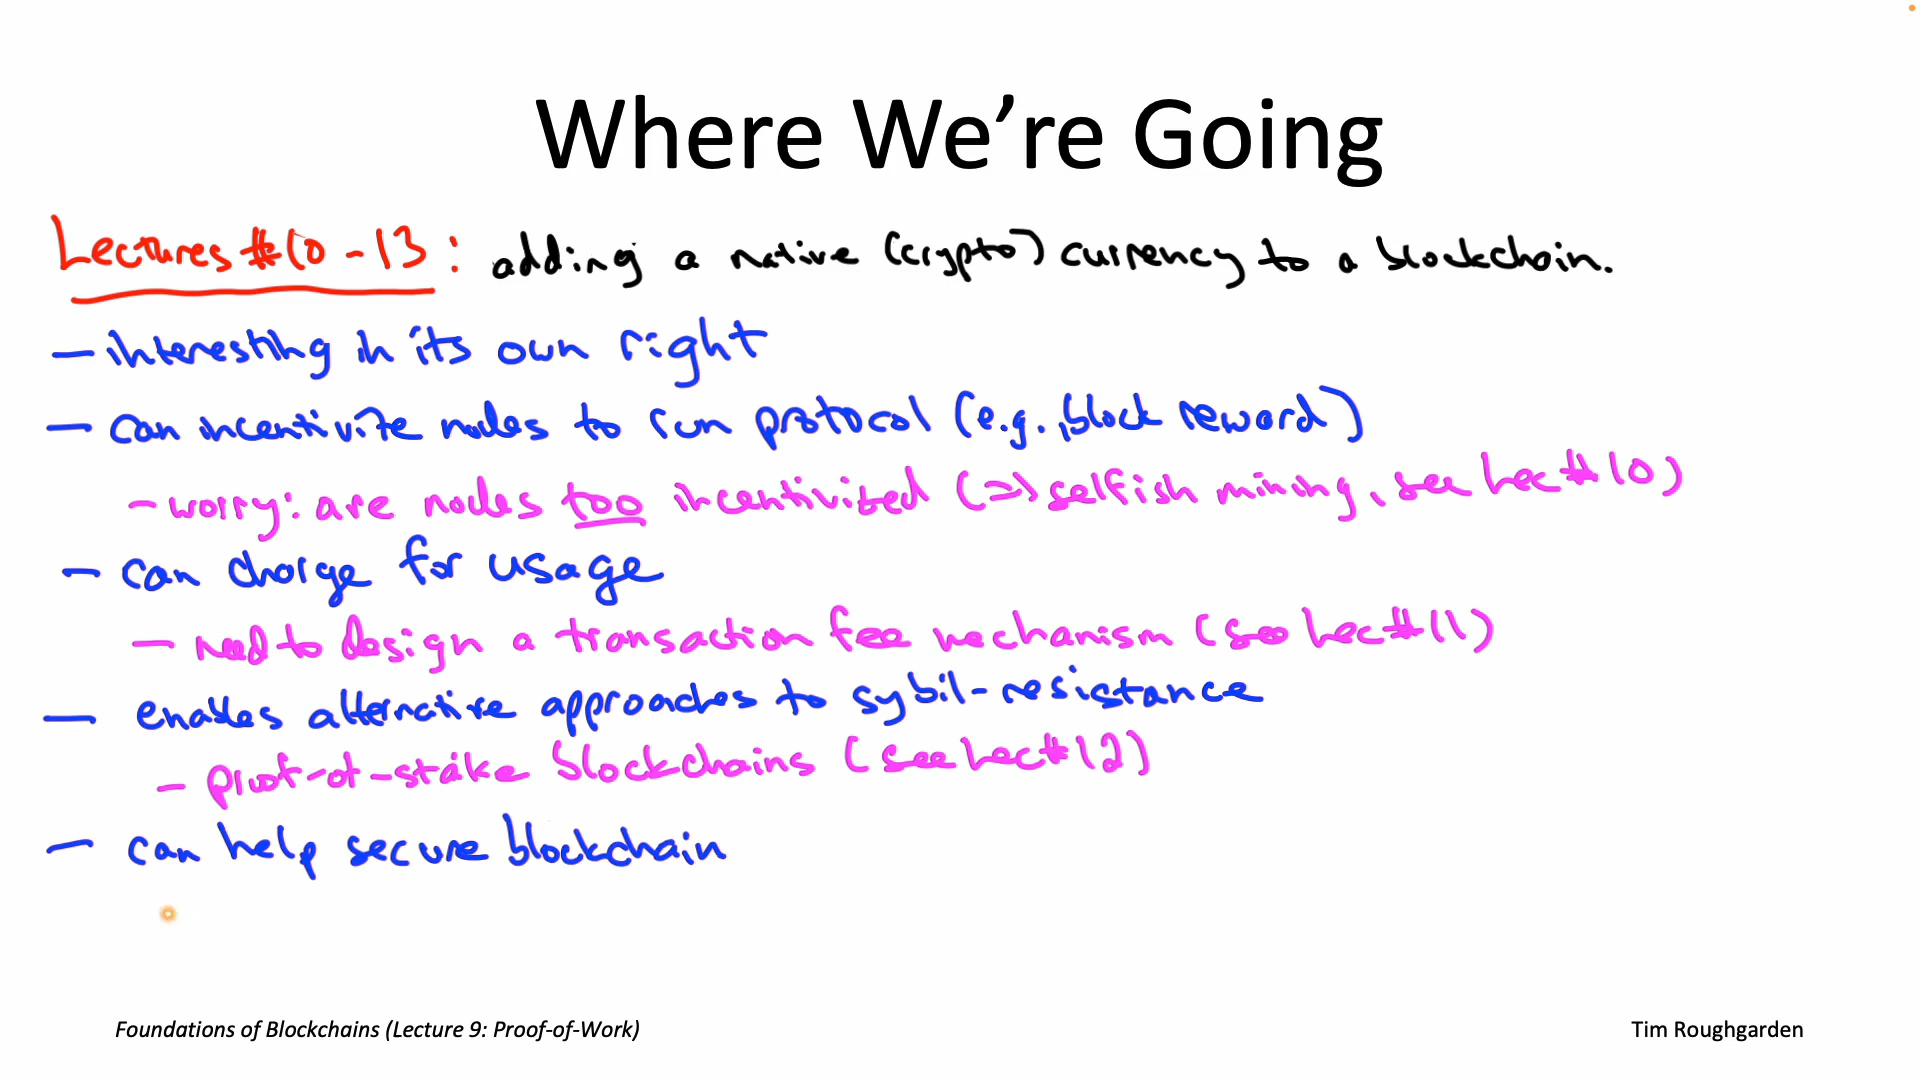 Where We're Going
Lectures #10-13: adding a native (crypto) currency to a blockchain.
- interesting in its own right
- can incentivize nodes to run protocol (e.g., block reward)
- worry: are nodes too incentivized (=> selfish mining, see Lec #10)
- can charge for usage
- need to design a transaction fee mechanism (see Lec #11)
- enables alternative approaches to sybil-resistance
- proof-of-stake blockchains (see Lec #12)
- can help secure blockchain
Foundations of Blockchains (Lecture 9: Proof-of-Work)
Tim Roughgarden